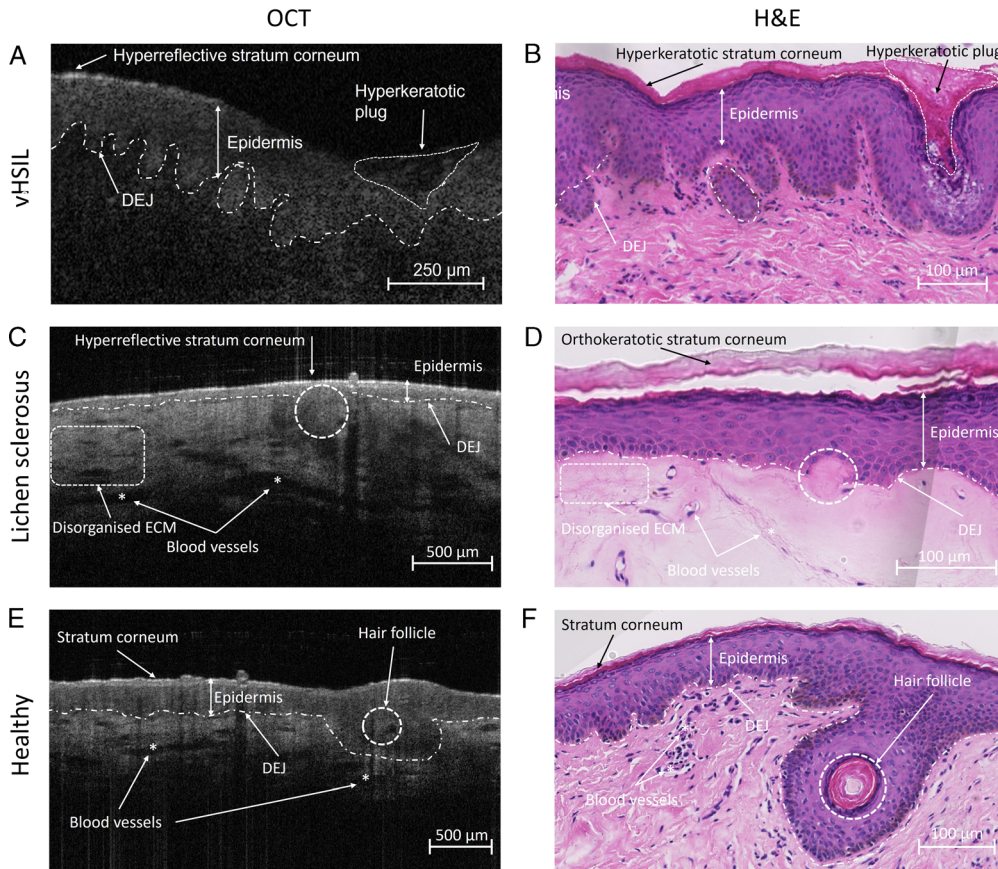 OCT
H&E
vHSIL
A
Hyperreflective stratum corneum
Hyperkeratotic
plug
Epidermis
DEJ
250 µm
B
Hyperkeratotic stratum corneum
Hyperkeratotic plug
nis
Epidermis
DEJ
100 µm
Lichen sclerosus
C
Hyperreflective stratum corneum
Epidermis
DEJ
*
*
Disorganised ECM
Blood vessels
500 µm
D
Orthokeratotic stratum corneum
Epidermis
Disorganised ECM
DEJ
*
Blood vessels
100 µm
Healthy
E
Stratum corneum
Hair follicle
Epidermis
*
DEJ
*
Blood vessels
500 µm
F
Stratum corneum
Epidermis
Hair follicle
DEJ
*
*
Blood vessels
100 µm